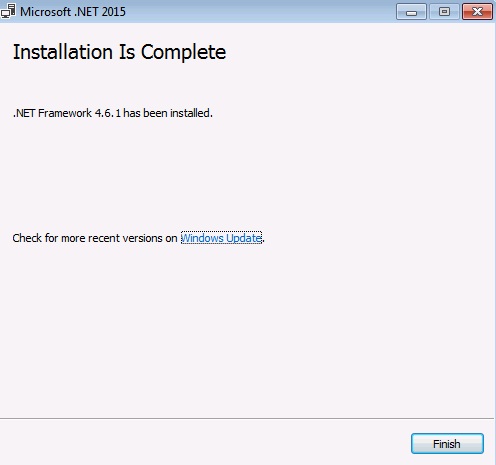 Microsoft .NET 2015
Installation Is Complete
.NET Framework 4.6.1 has been installed.
Check for more recent versions on Windows Update.
Finish